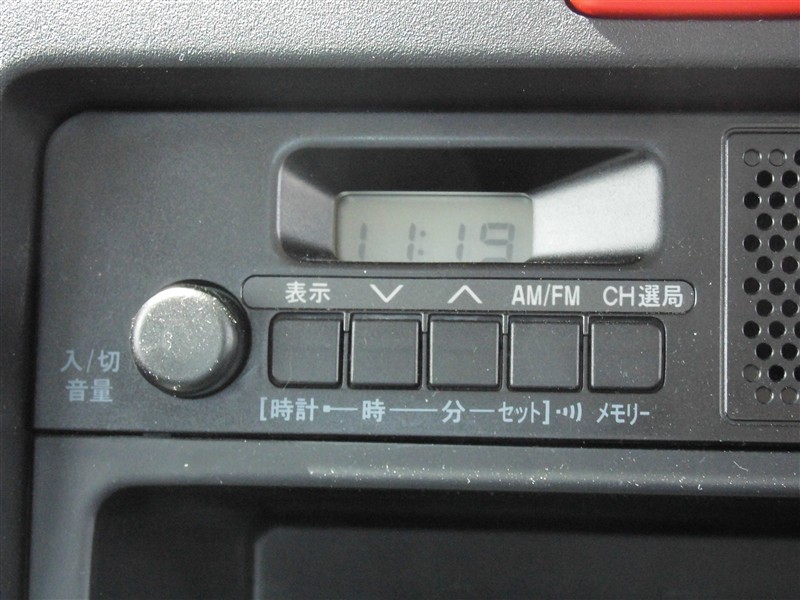 11:19
表示 ∨ ∧ AM/FM CH選局
入/切
音量
[時計 時 分 セット] メモリー